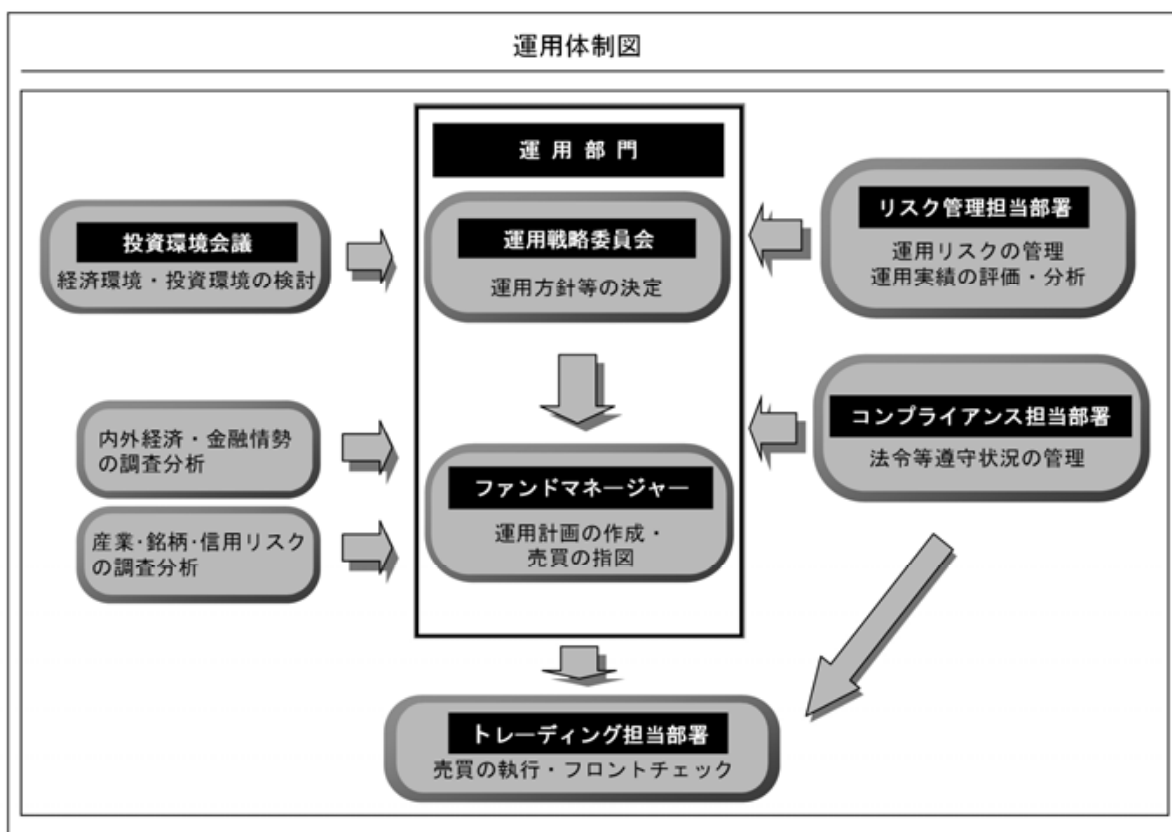 運用体制図
運用部門
投資環境会議
経済環境・投資環境の検討
運用戦略委員会
運用方針等の決定
リスク管理担当部署
運用リスクの管理
運用実績の評価・分析
内外経済・金融情勢
の調査分析
産業・銘柄・信用リスク
の調査分析
ファンドマネージャー
運用計画の作成・
売買の指図
コンプライアンス担当部署
法令等遵守状況の管理
トレーディング担当部署
売買の執行・フロントチェック